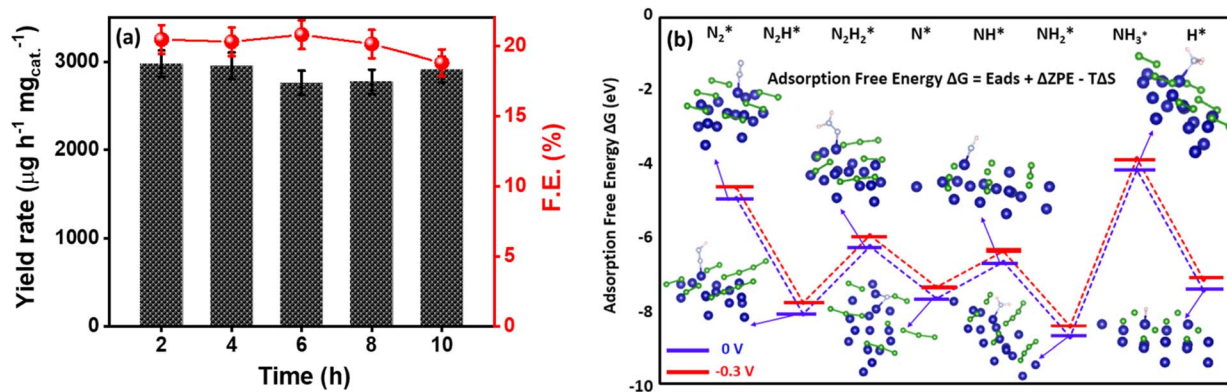 (a)
Yield rate (μg h⁻¹ mg_cat.⁻¹)
3000
2000
1000
0
2 4 6 8 10
Time (h)
20
15
10
5
0
F.E. (%)
(b)
N₂* N₂H* N₂H₂* N* NH* NH₂* NH₃* H*
Adsorption Free Energy ΔG = Eads + ΔZPE - TΔS
Adsorption Free Energy ΔG (eV)
0
-2
-4
-6
-8
-10
0 V
-0.3 V